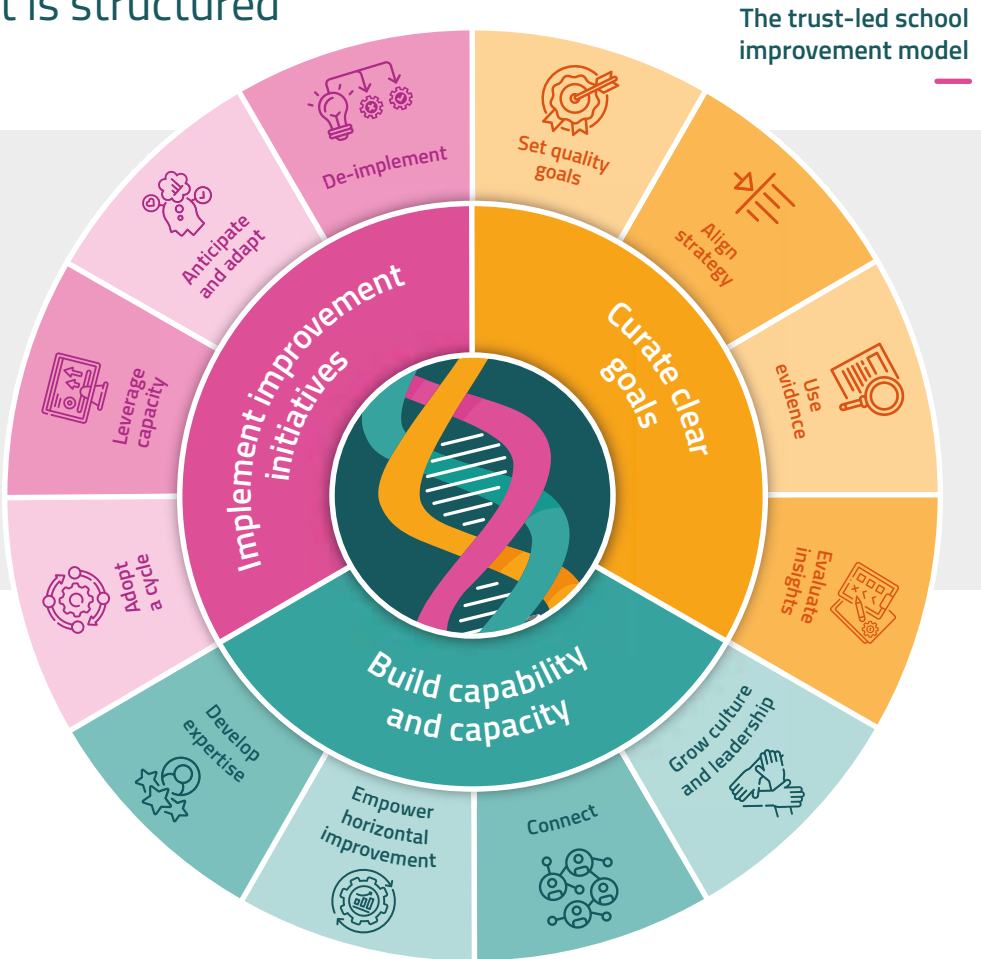 t is structured
The trust-led school
improvement model
De-implement
Set quality
goals
Align
strategy
Use
evidence
Evaluate
insights
Grow culture
and leadership
Connect
Empower
horizontal
improvement
Develop
expertise
Adopt
a cycle
Leverage
capacity
Anticipate
and adapt
Implement improvement
initiatives
Curate clear
goals
Build capability
and capacity